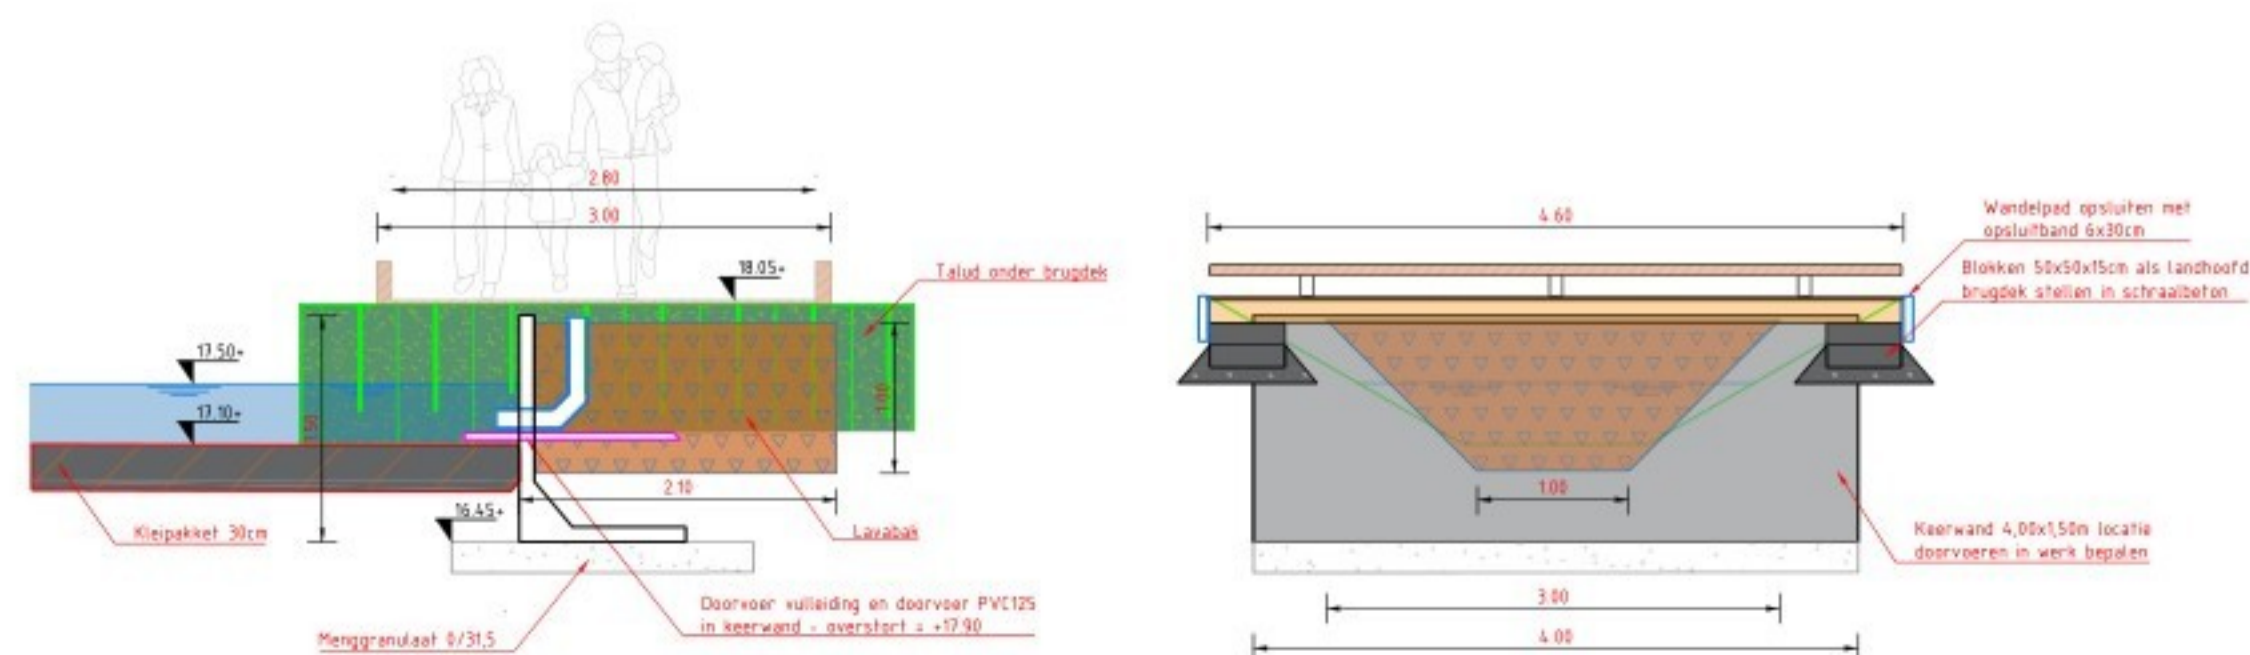 2.80
3.00
18.05+
Talud onder brugdek
17.50+
17.10+
1.50
1.00
2.10
16.45+
Kleipakket 30cm
Lavabak
Doorvoer vulleiding en doorvoer PVC125
in keerwand - overstort = +17.90
Menggranulaat 0/31,5
4.60
Wandelpad opsluiten met
opsluitband 6x30cm
Blokken 50x50x15cm als landhoofd
brugdek stellen in schraalbeton
1.00
Keerwand 4,00x1,50m locatie
doorvoeren in werk bepalen
3.00
4.00